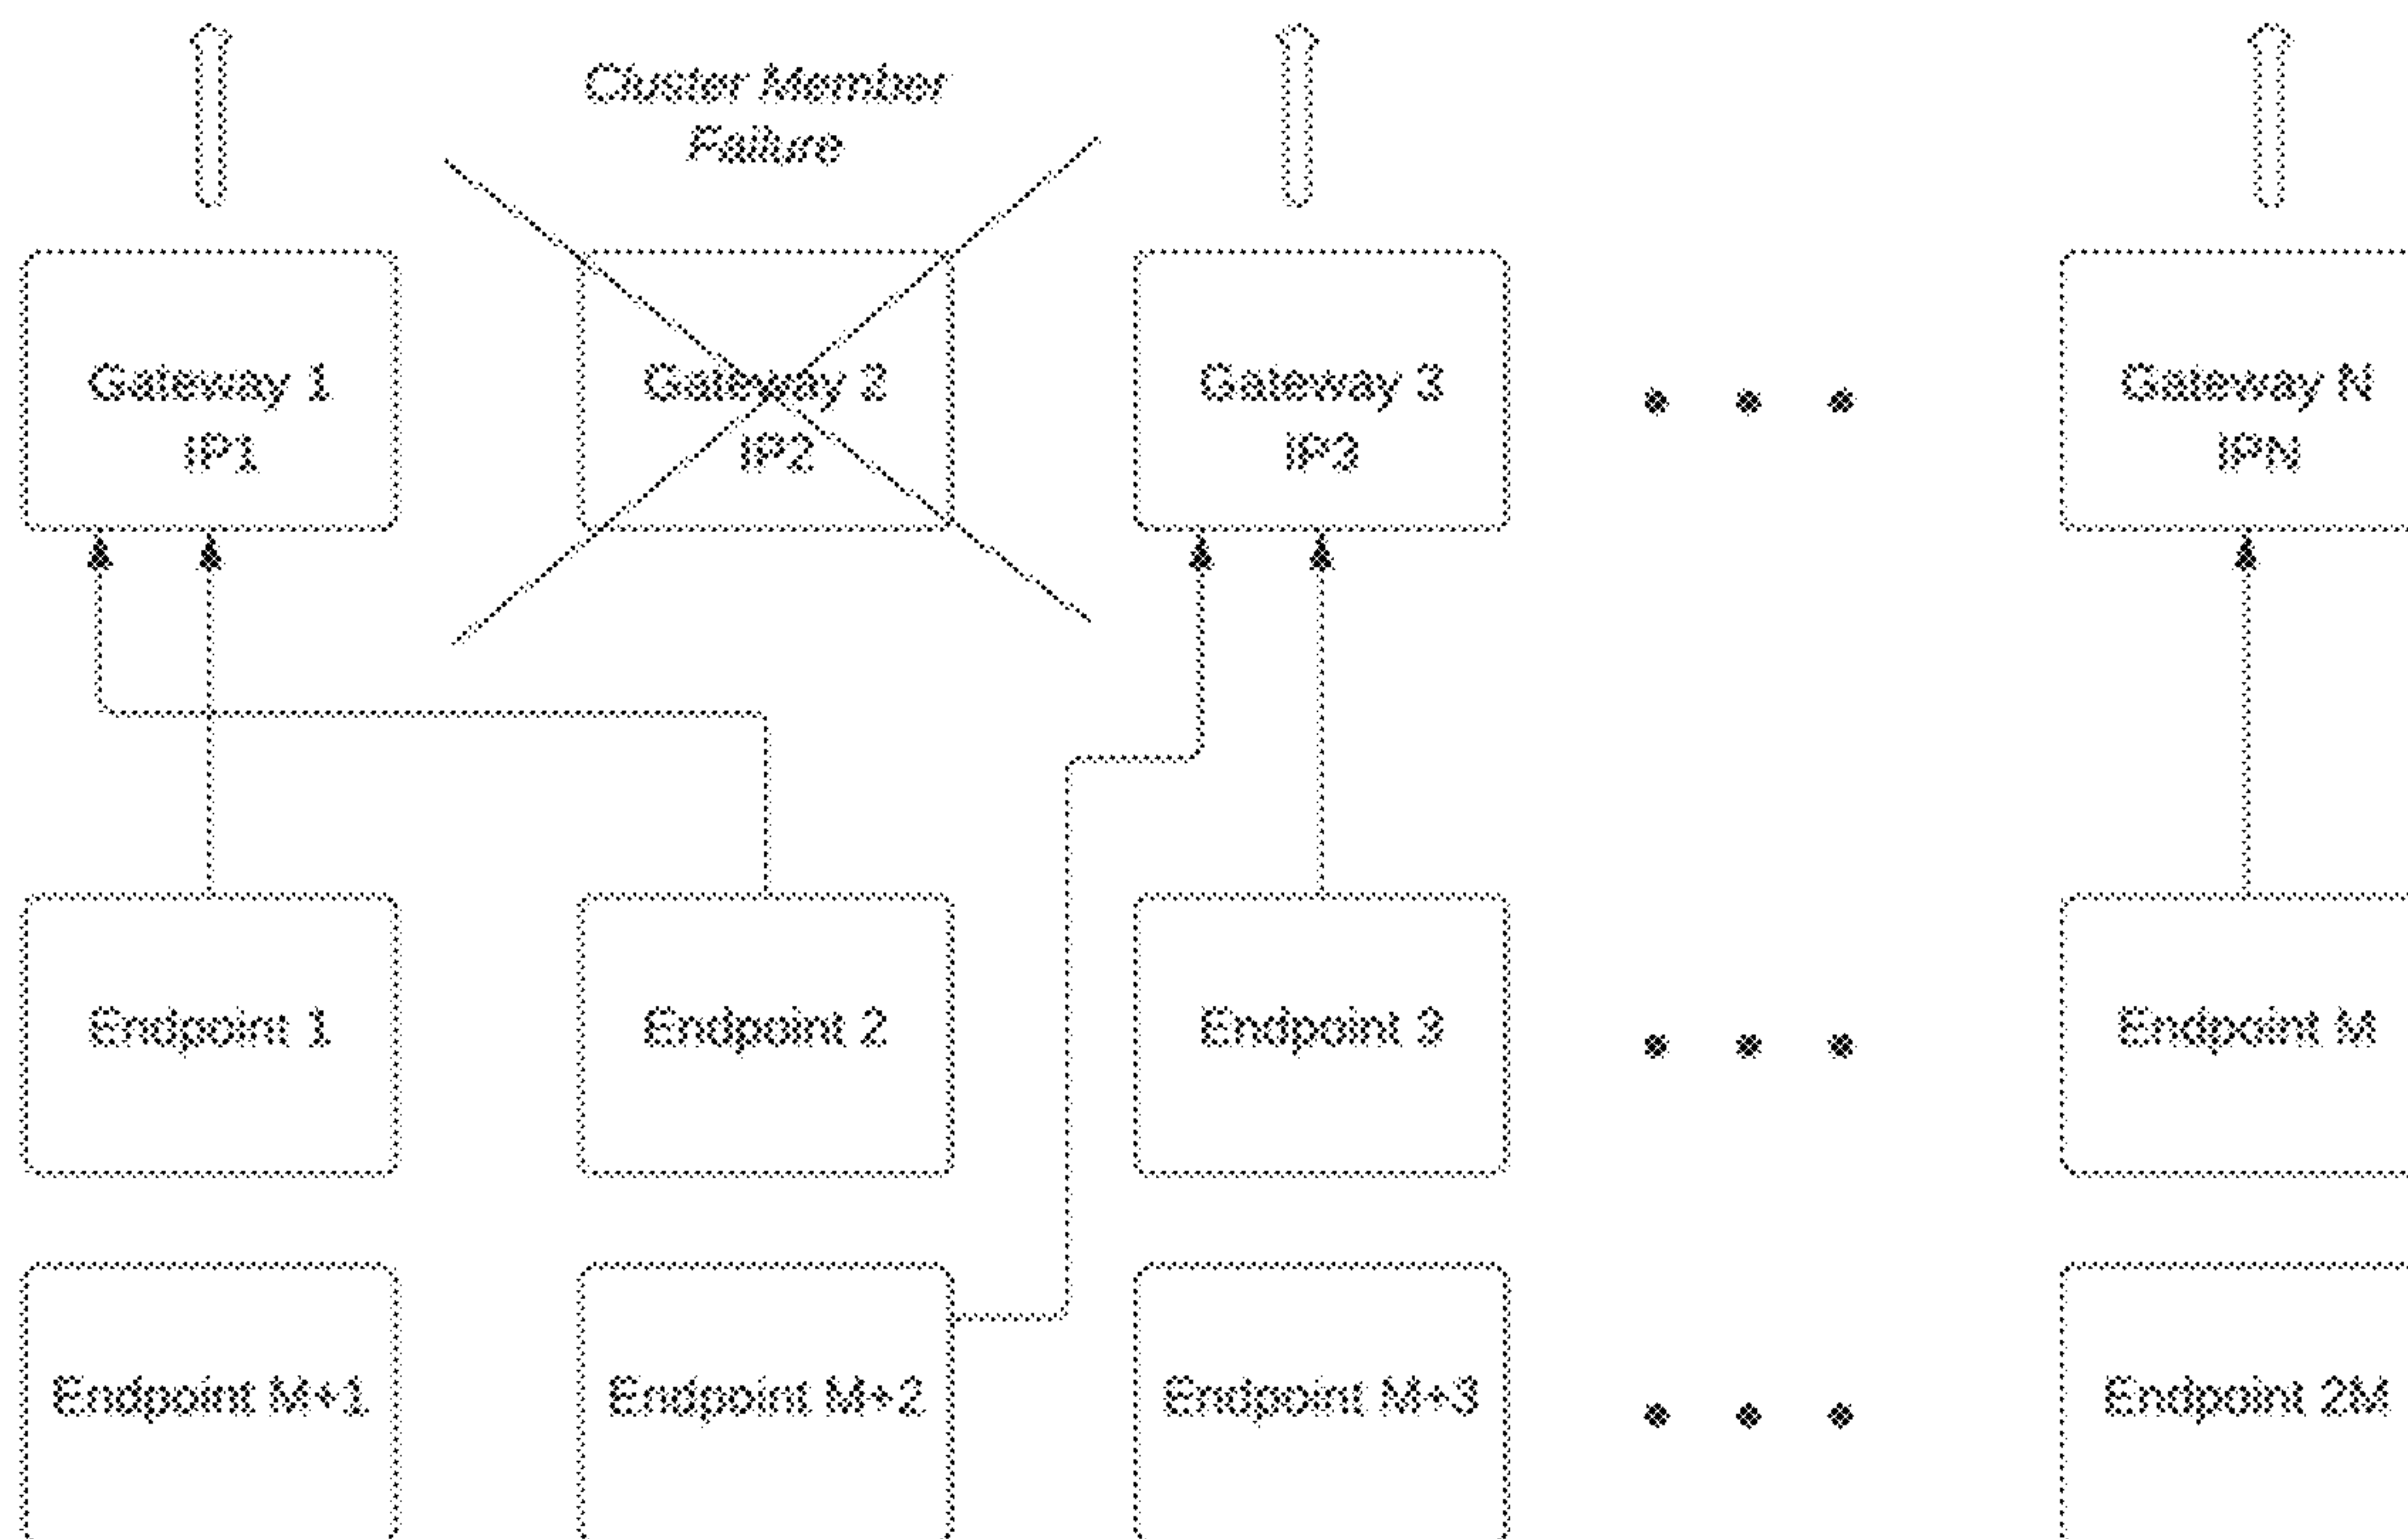 Cluster Member
Failure
Gateway 1
IP1
Gateway 2
IP2
Gateway 3
IP3
Gateway N
IPN
Endpoint 1
Endpoint 2
Endpoint 3
Endpoint M
Endpoint M+1
Endpoint M+2
Endpoint M+3
Endpoint 2M